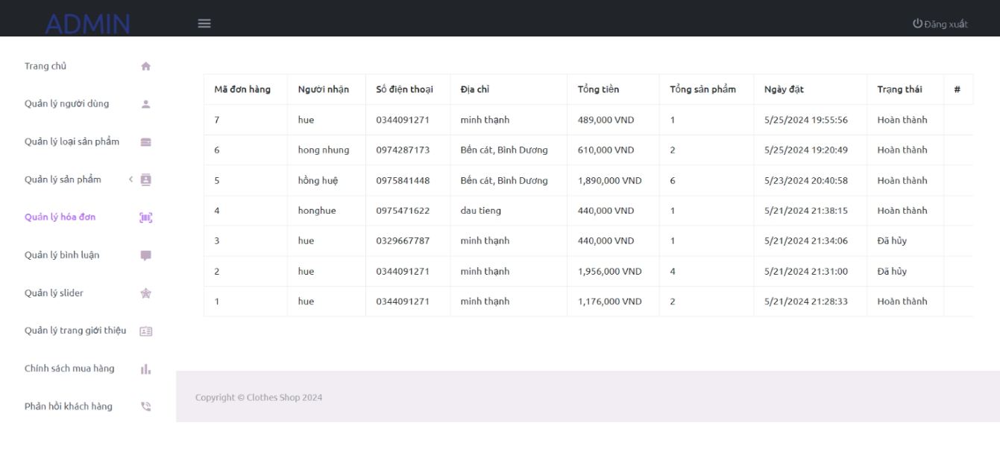 ADMIN
Đăng xuất
Trang chủ
Quản lý người dùng
Quản lý loại sản phẩm
Quản lý sản phẩm
Quản lý hóa đơn
Quản lý bình luận
Quản lý slider
Quản lý trang giới thiệu
Chính sách mua hàng
Phản hồi khách hàng
Mã đơn hàng Người nhận Số điện thoại Địa chỉ Tổng tiền Tổng sản phẩm Ngày đặt Trạng thái #
7 hue 0344091271 minh thạnh 489,000 VND 1 5/25/2024 19:55:56 Hoàn thành
6 hong nhung 0974287173 Bến cát, Bình Dương 610,000 VND 2 5/25/2024 19:20:49 Hoàn thành
5 hồng huệ 0975841448 Bến cát, Bình Dương 1,890,000 VND 6 5/23/2024 20:40:58 Hoàn thành
4 honghue 0975471622 dau tieng 440,000 VND 1 5/21/2024 21:38:15 Hoàn thành
3 hue 0329667787 minh thạnh 440,000 VND 1 5/21/2024 21:34:06 Đã hủy
2 hue 0344091271 minh thạnh 1,956,000 VND 4 5/21/2024 21:31:00 Đã hủy
1 hue 0344091271 minh thạnh 1,176,000 VND 2 5/21/2024 21:28:33 Hoàn thành
Copyright © Clothes Shop 2024